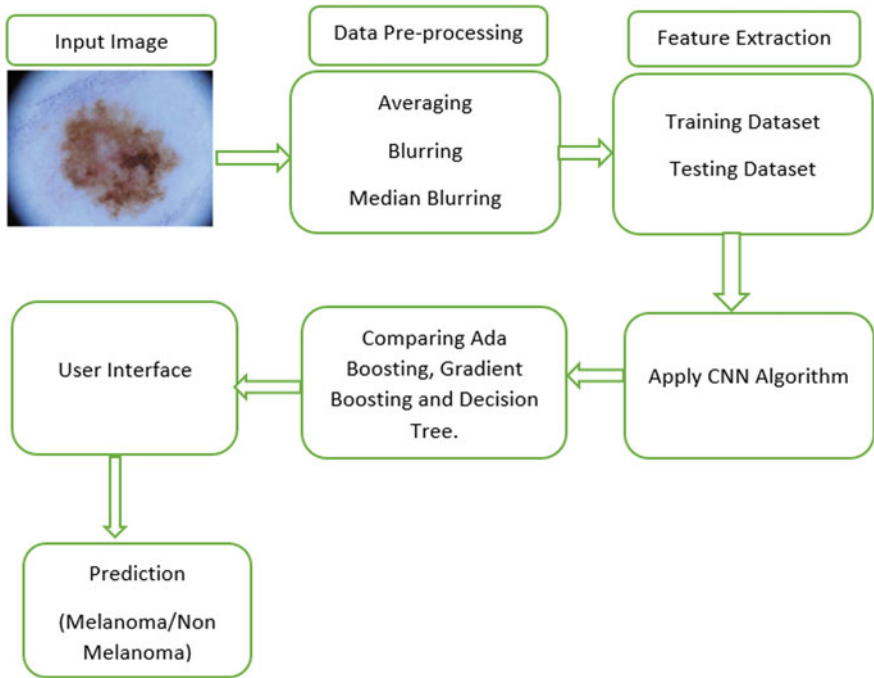 Input Image
Data Pre-processing
Feature Extraction
Averaging
Blurring
Median Blurring
Training Dataset
Testing Dataset
Apply CNN Algorithm
Comparing Ada
Boosting, Gradient
Boosting and Decision
Tree.
User Interface
Prediction
(Melanoma/Non
Melanoma)